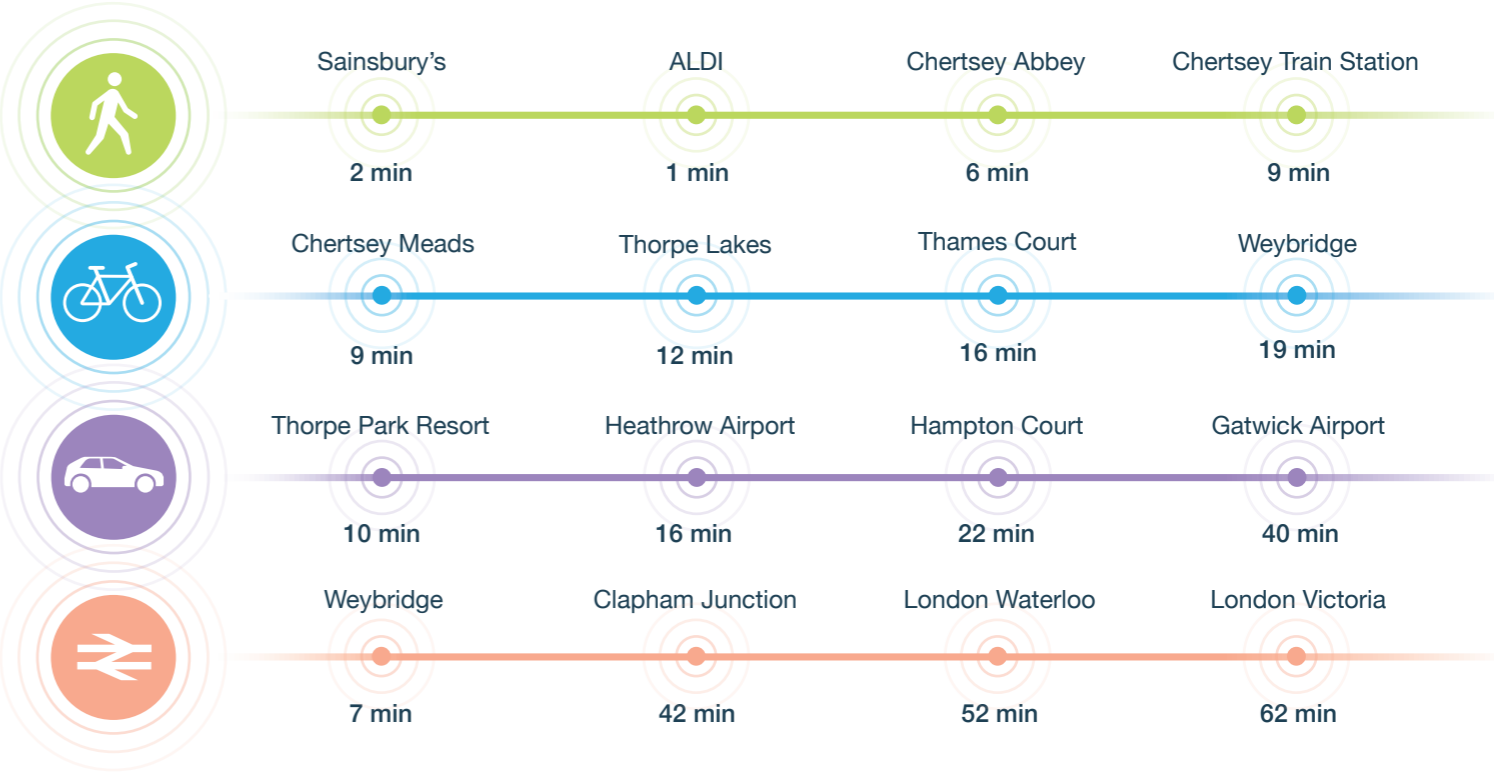 Sainsbury’s ALDI Chertsey Abbey Chertsey Train Station
2 min 1 min 6 min 9 min
Chertsey Meads Thorpe Lakes Thames Court Weybridge
9 min 12 min 16 min 19 min
Thorpe Park Resort Heathrow Airport Hampton Court Gatwick Airport
10 min 16 min 22 min 40 min
Weybridge Clapham Junction London Waterloo London Victoria
7 min 42 min 52 min 62 min